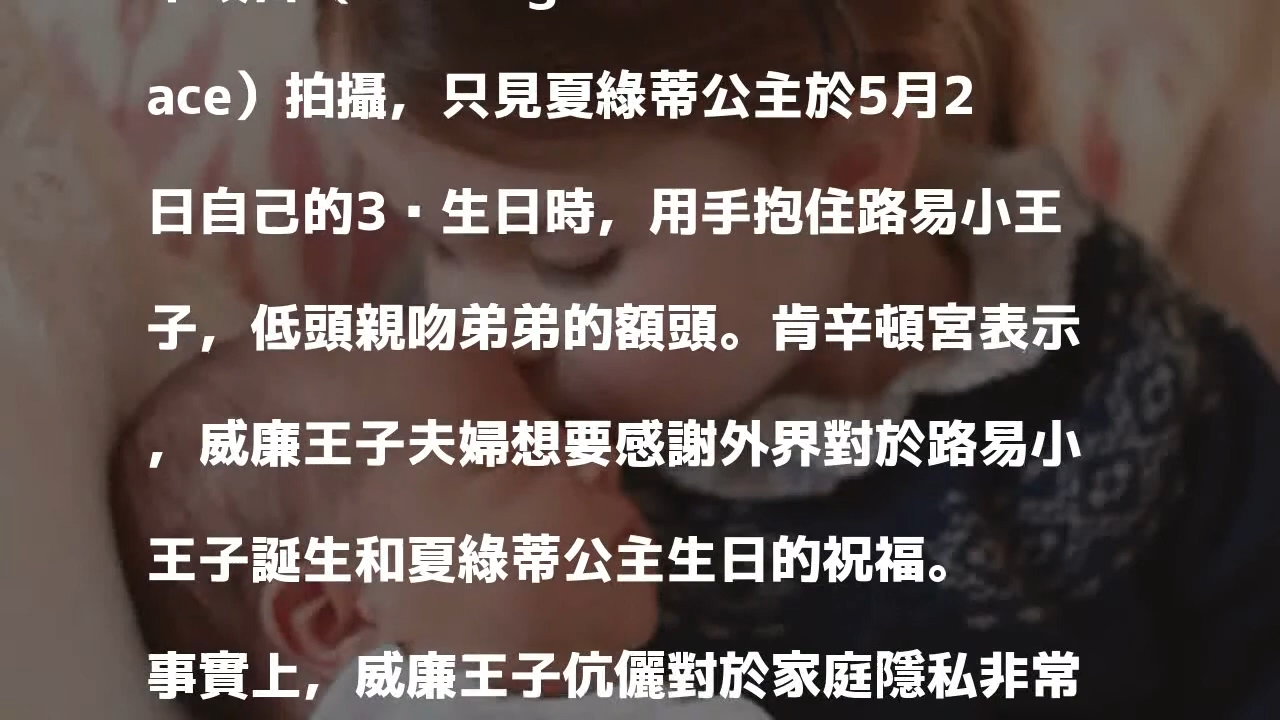 ace）拍攝，只見夏綠蒂公主於5月2
日自己的3▪生日時，用手抱住路易小王
子，低頭親吻弟弟的額頭。肯辛頓宮表示
，威廉王子夫婦想要感謝外界對於路易小
王子誕生和夏綠蒂公主生日的祝福。
事實上，威廉王子伉儷對於家庭隱私非常